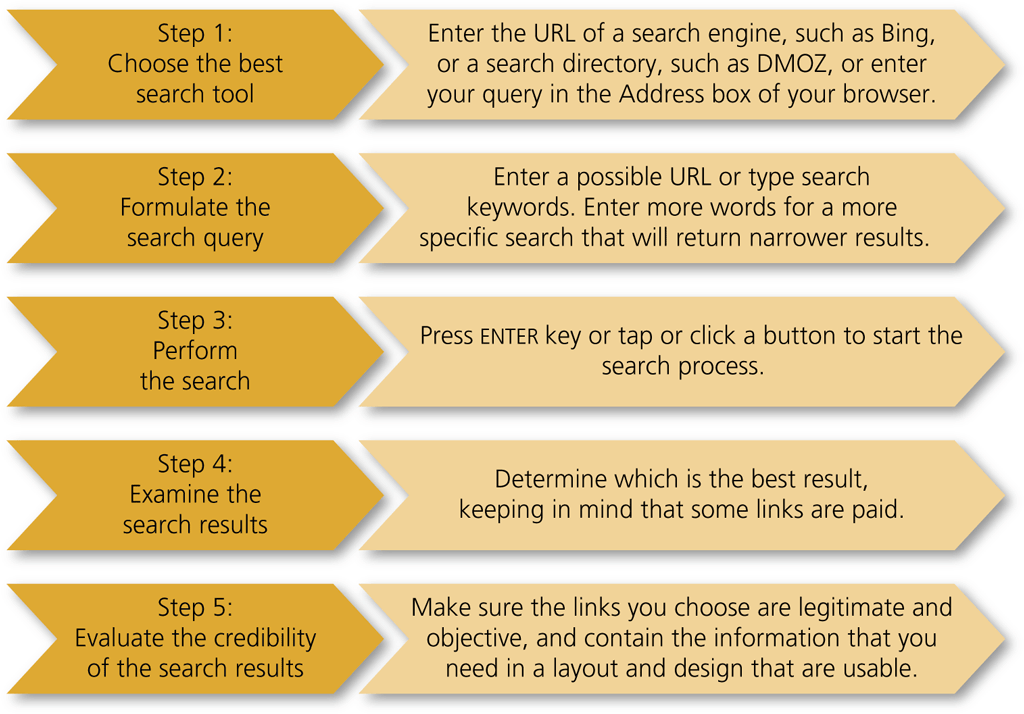 Step 1:
Choose the best
search tool
Enter the URL of a search engine, such as Bing,
or a search directory, such as DMOZ, or enter
your query in the Address box of your browser.
Step 2:
Formulate the
search query
Enter a possible URL or type search
keywords. Enter more words for a more
specific search that will return narrower results.
Step 3:
Perform
the search
Press ENTER key or tap or click a button to start the
search process.
Step 4:
Examine the
search results
Determine which is the best result,
keeping in mind that some links are paid.
Step 5:
Evaluate the credibility
of the search results
Make sure the links you choose are legitimate and
objective, and contain the information that you
need in a layout and design that are usable.